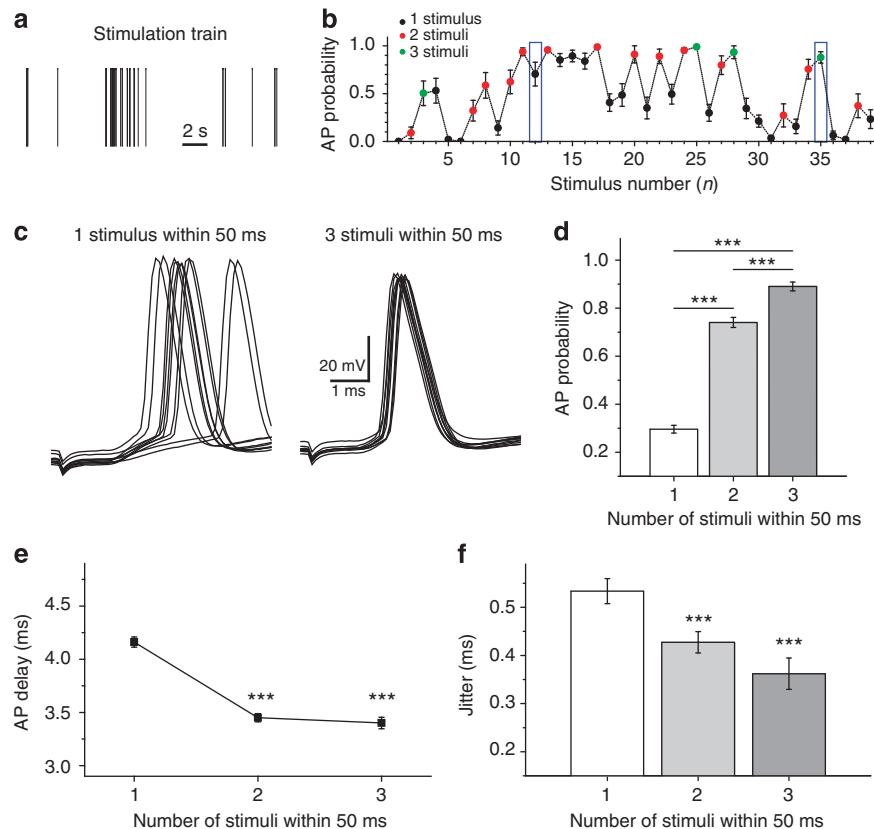 a
Stimulation train
2 s
b
1 stimulus
2 stimuli
3 stimuli
AP probability
1.0
0.5
0.0
5 10 15 20 25 30 35
Stimulus number (n)
c
1 stimulus within 50 ms
3 stimuli within 50 ms
20 mV
1 ms
d
***
***
***
AP probability
1.0
0.8
0.6
0.4
0.2
1 2 3
Number of stimuli within 50 ms
e
AP delay (ms)
4.5
4.0
3.5
3.0
***
***
1 2 3
Number of stimuli within 50 ms
f
Jitter (ms)
0.5
0.4
0.3
0.2
***
***
1 2 3
Number of stimuli within 50 ms